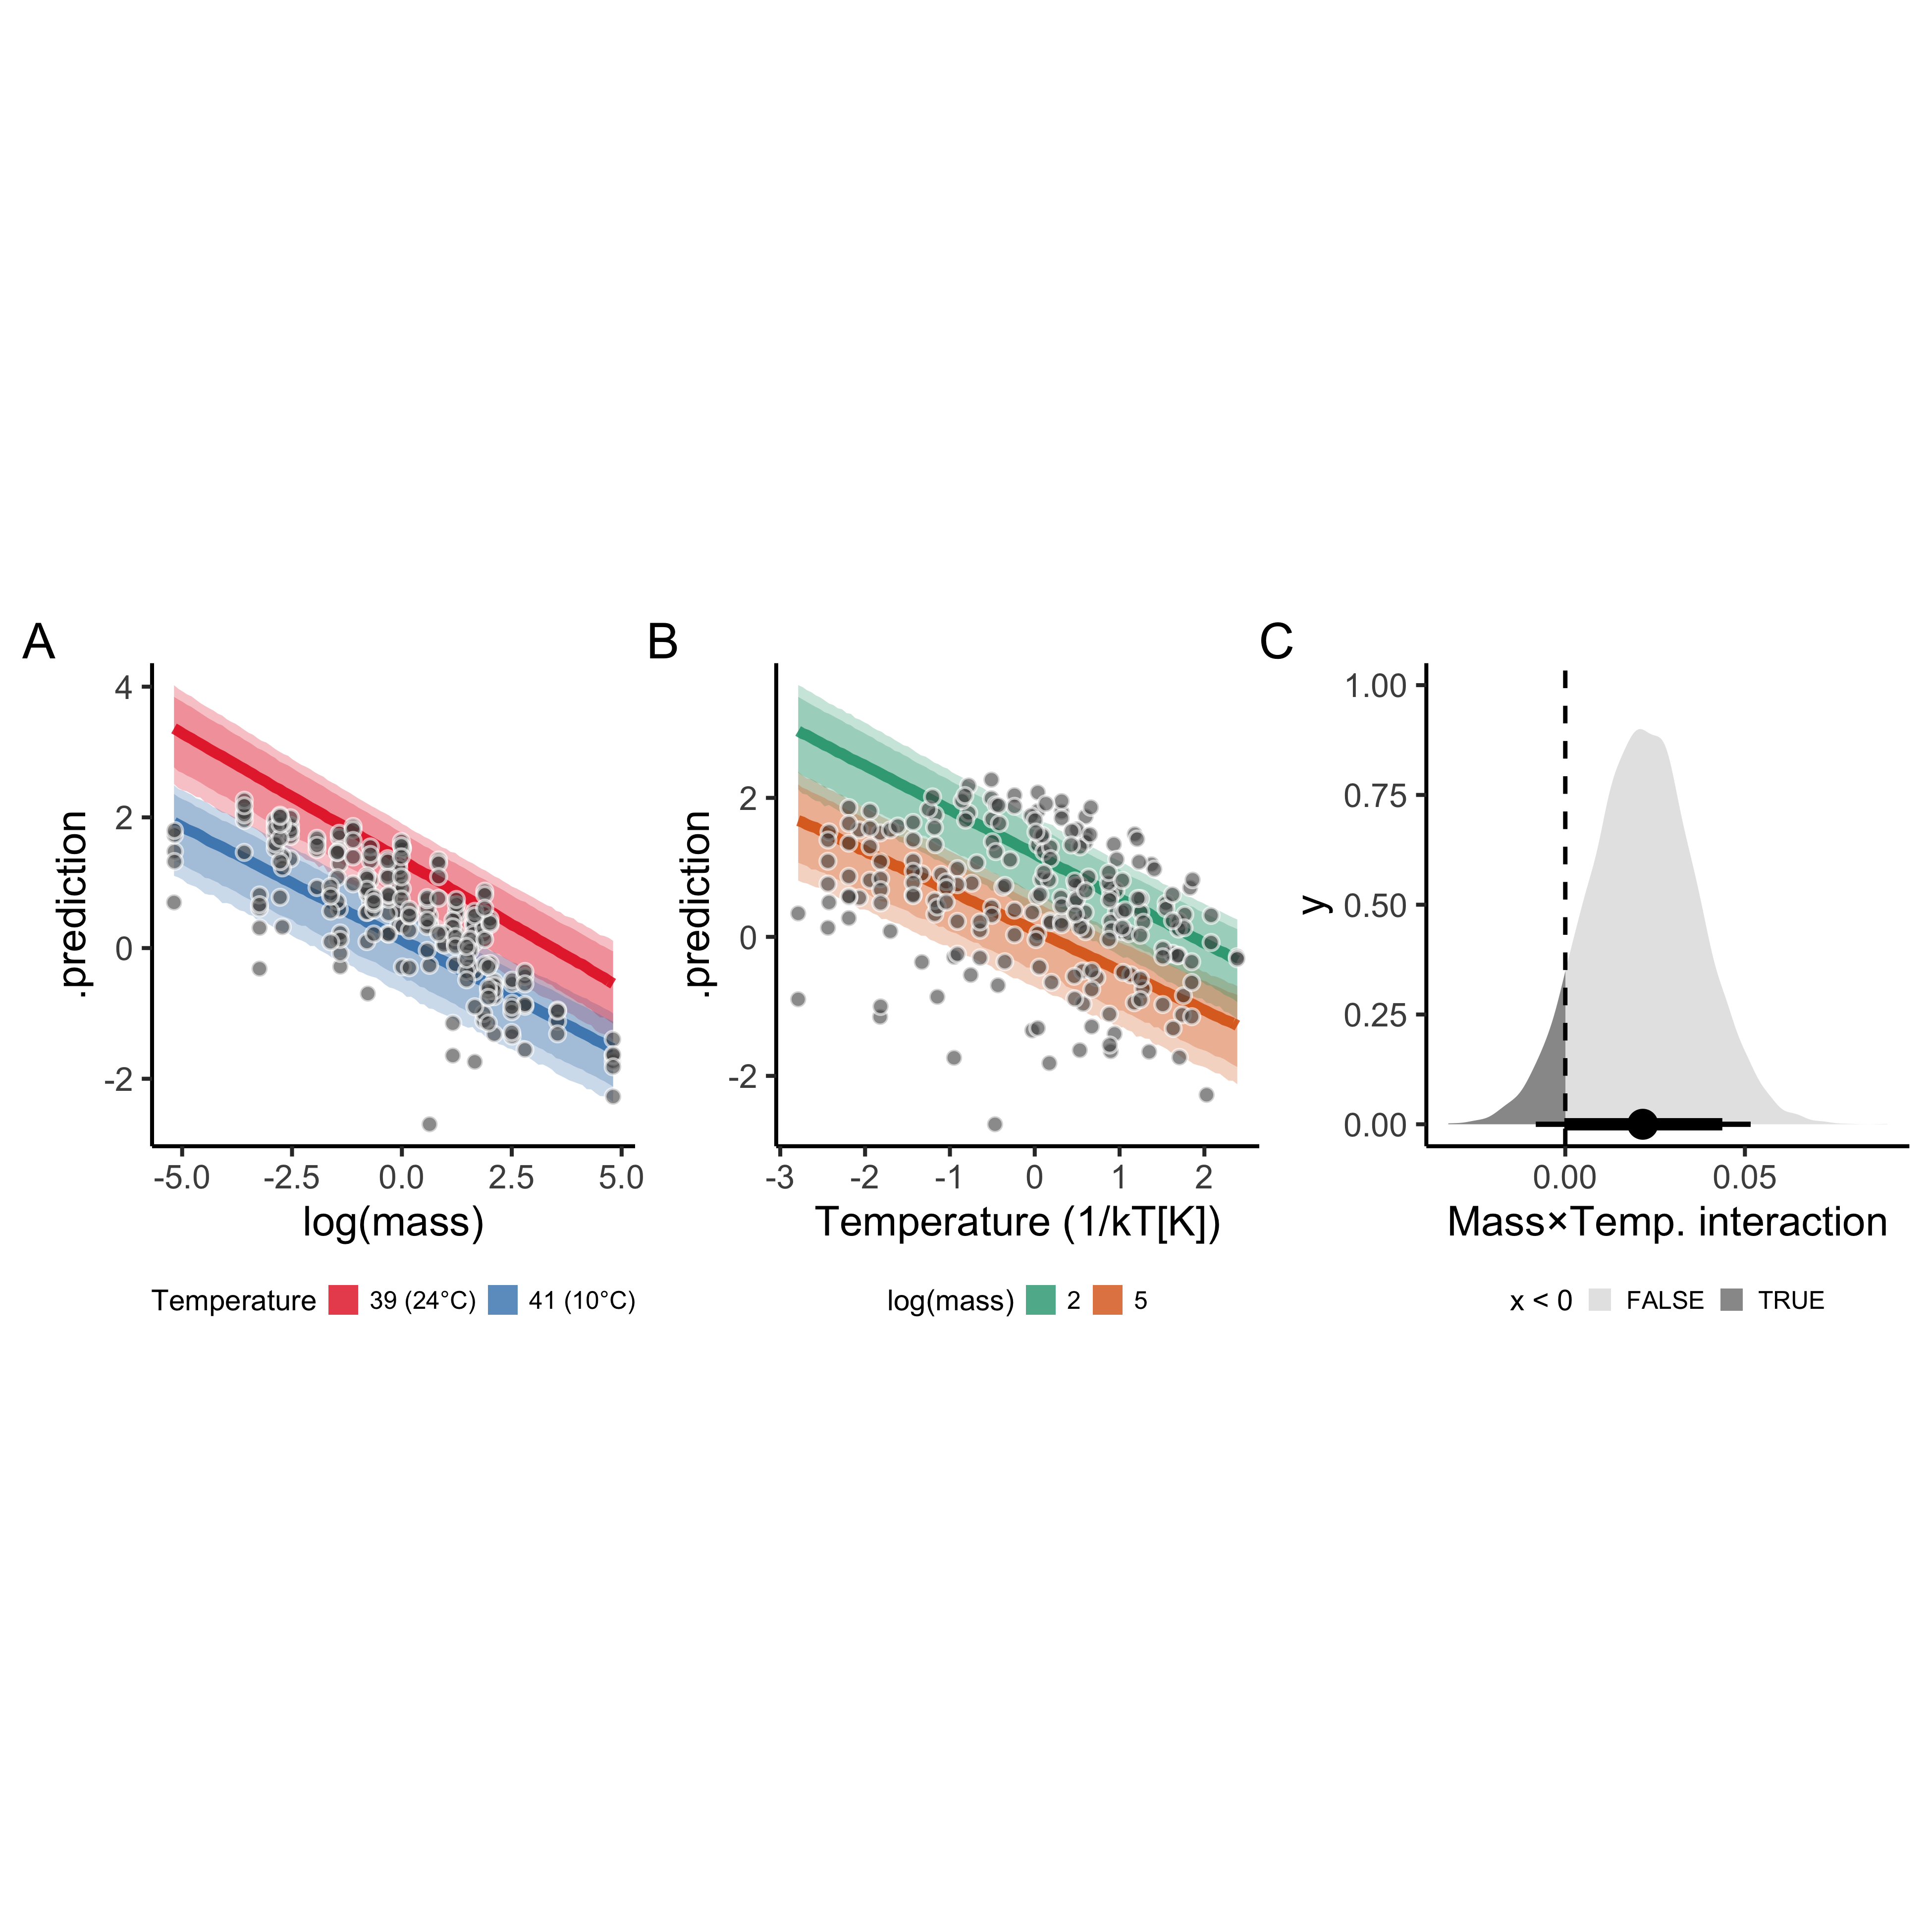 A
B
C
4
2
0
-2
.prediction
-5.0 -2.5 0.0 2.5 5.0
log(mass)
Temperature 39 (24°C) 41 (10°C)
2
0
-2
.prediction
-3 -2 -1 0 1 2
Temperature (1/kT[K])
log(mass) 2 5
1.00
0.75
0.50
0.25
0.00
y
0.00 0.05
Mass×Temp. interaction
x < 0 FALSE TRUE